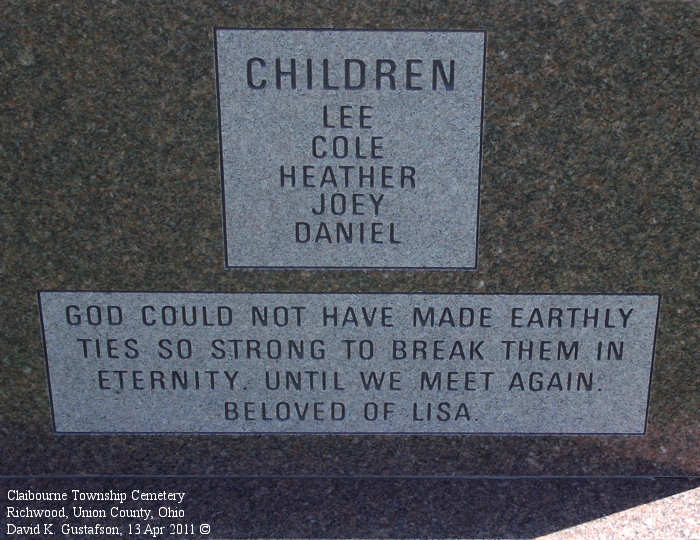 CHILDREN
LEE
COLE
HEATHER
JOEY
DANIEL
GOD COULD NOT HAVE MADE EARTHLY
TIES SO STRONG TO BREAK THEM IN
ETERNITY. UNTIL WE MEET AGAIN.
BELOVED OF LISA.
Claibourne Township Cemetery
Richwood, Union County, Ohio
David K. Gustafson, 13 Apr 2011 ©